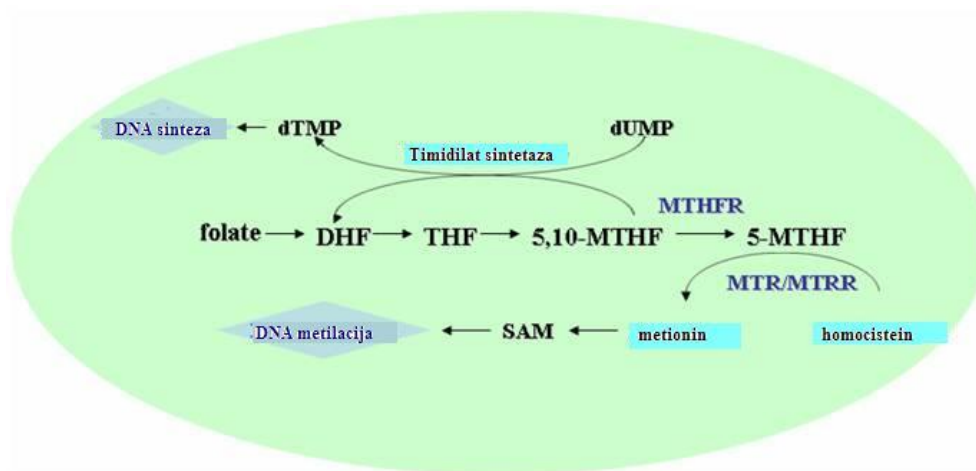 DNA sinteza dTMP dUMP
Timidilat sintetaza
MTHFR
folate DHF THF 5,10-MTHF 5-MTHF
MTR/MTRR
DNA metilacija SAM metionin homocistein